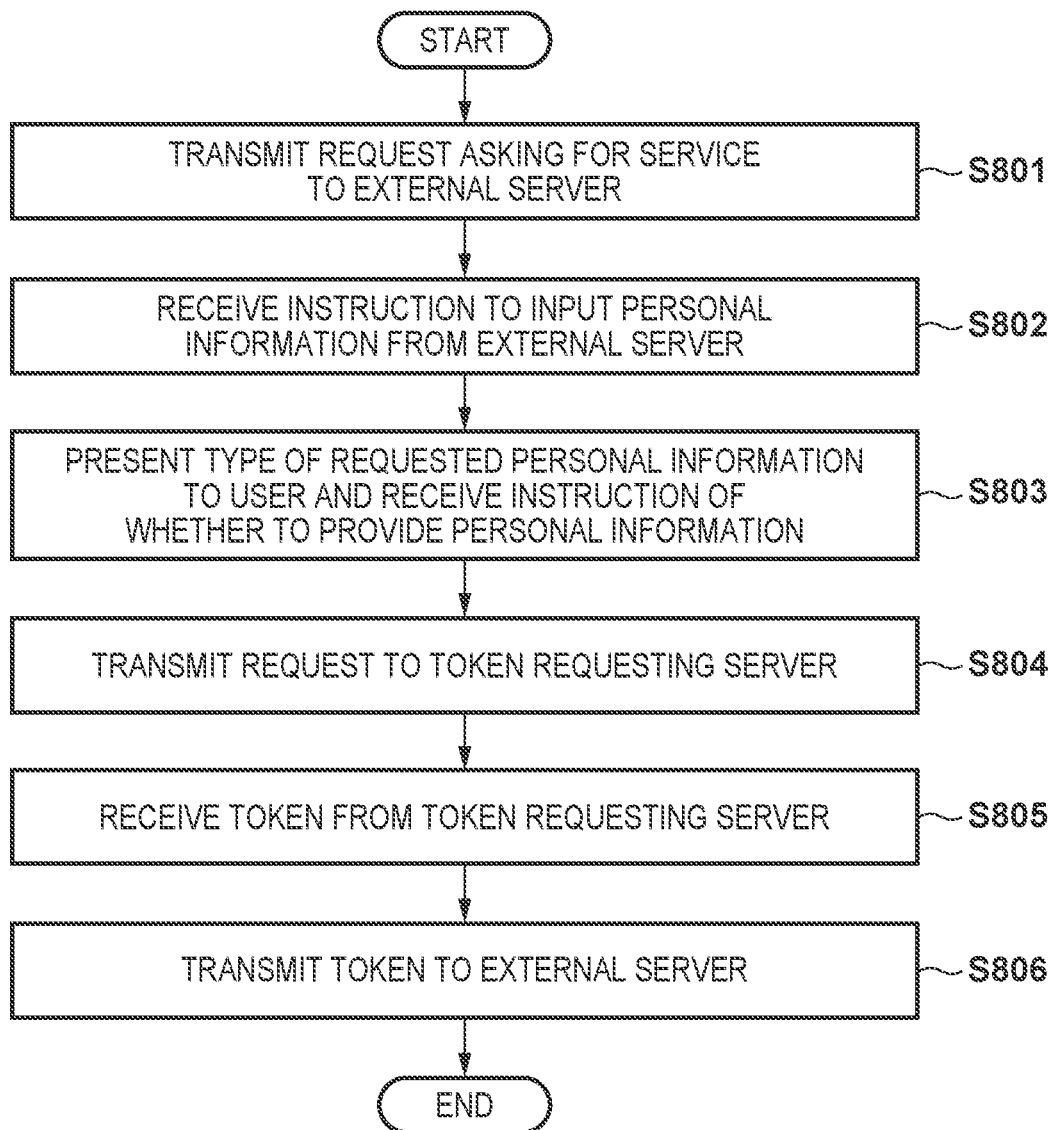 START
TRANSMIT REQUEST ASKING FOR SERVICE
TO EXTERNAL SERVER
S801
RECEIVE INSTRUCTION TO INPUT PERSONAL
INFORMATION FROM EXTERNAL SERVER
S802
PRESENT TYPE OF REQUESTED PERSONAL INFORMATION
TO USER AND RECEIVE INSTRUCTION OF
WHETHER TO PROVIDE PERSONAL INFORMATION
S803
TRANSMIT REQUEST TO TOKEN REQUESTING SERVER
S804
RECEIVE TOKEN FROM TOKEN REQUESTING SERVER
S805
TRANSMIT TOKEN TO EXTERNAL SERVER
S806
END